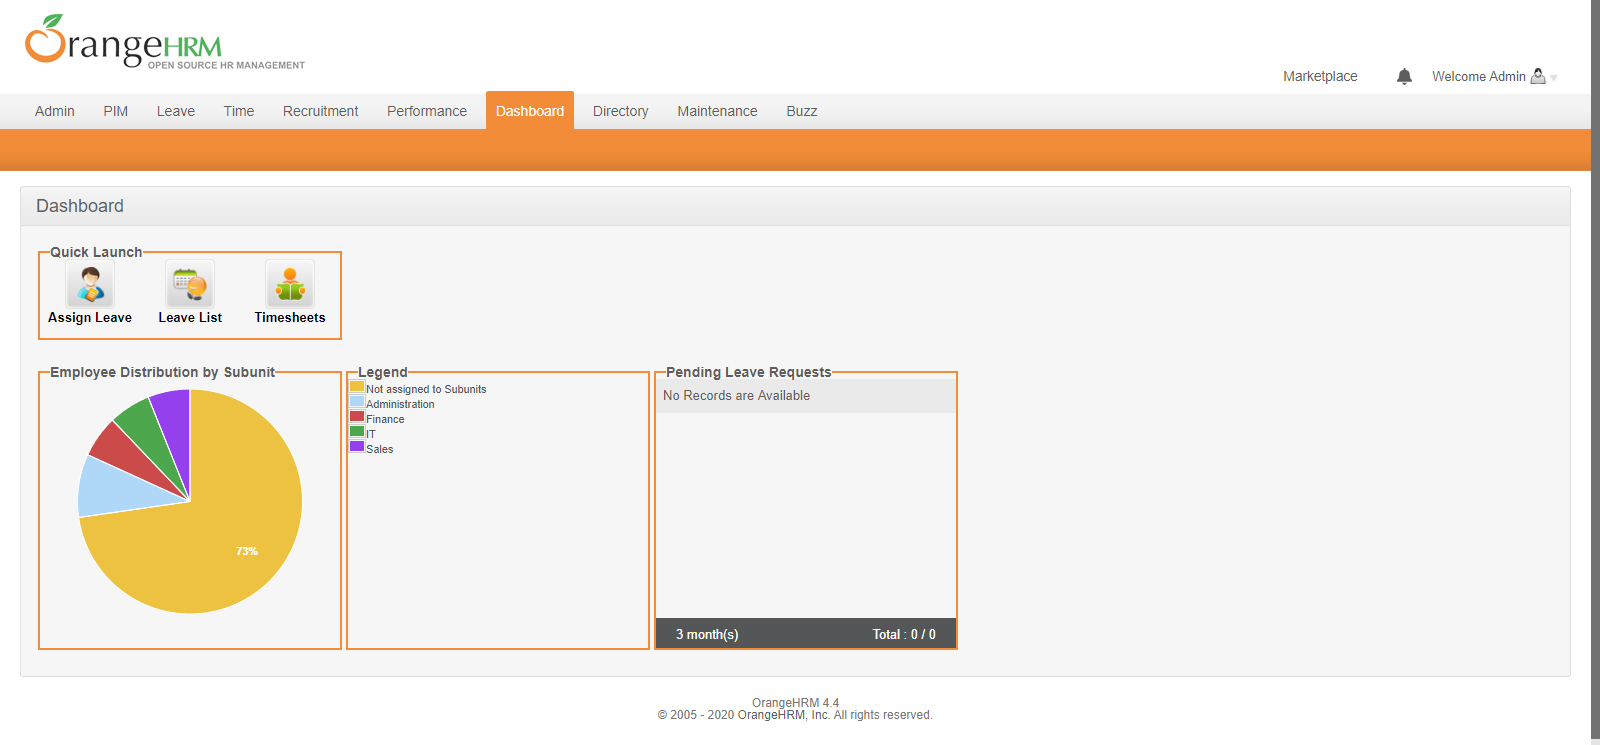 OrangeHRM
OPEN SOURCE HR MANAGEMENT
Marketplace Welcome Admin
Admin PIM Leave Time Recruitment Performance Dashboard Directory Maintenance Buzz
Dashboard
Quick Launch
Assign Leave Leave List Timesheets
Employee Distribution by Subunit
73%
Legend
Not assigned to Subunits
Administration
Finance
IT
Sales
Pending Leave Requests
No Records are Available
3 month(s) Total : 0 / 0
OrangeHRM 4.4
© 2005 - 2020 OrangeHRM, Inc. All rights reserved.